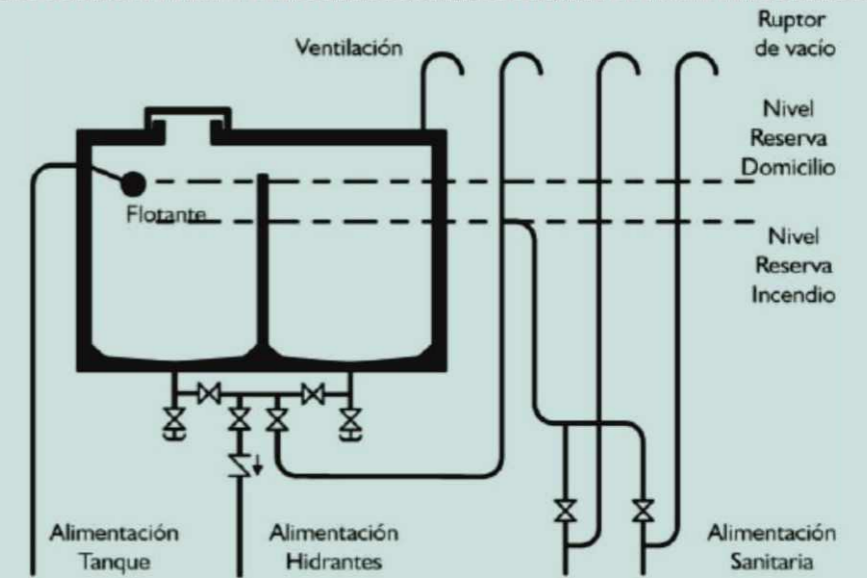 Ventilación
Ruptor
de vacío
Nivel
Reserva
Domicilio
Flotante
Nivel
Reserva
Incendio
Alimentación
Tanque
Alimentación
Hidrantes
Alimentación
Sanitaria